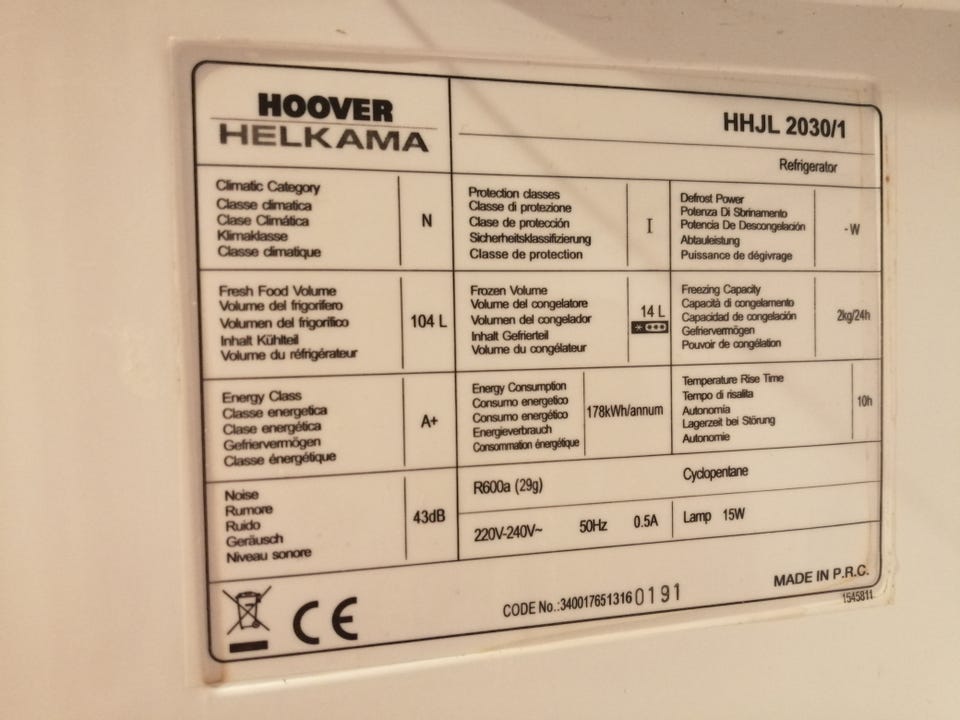 HOOVER
HELKAMA
HHJL 2030/1
Refrigerator
Climatic Category
Classe climatica
Clase Climática
Klimaklasse
Classe climatique
N
Protection classes
Classe di protezione
Clase de protección
Sicherheitsklassifizierung
Classe de protection
I
Defrost Power
Potenza Di Sbrinamento
Potencia De Descongelación
Abtauleistung
Puissance de dégivrage
- W
Fresh Food Volume
Volume del frigorifero
Volumen del frigorífico
Inhalt Kühlteil
Volume du réfrigérateur
104 L
Frozen Volume
Volume del congelatore
Volumen del congelador
Inhalt Gefrierteil
Volume du congélateur
14 L
Freezing Capacity
Capacità di congelamento
Capacidad de congelación
Gefriervermögen
Pouvoir de congélation
2kg/24h
Energy Class
Classe energetica
Clase energética
Gefriervermögen
Classe énergétique
A+
Energy Consumption
Consumo energetico
Consumo energético
Energieverbrauch
Consommation énergétique
178kWh/annum
Temperature Rise Time
Tempo di risalita
Autonomía
Lagerzeit bei Störung
Autonomie
10h
Noise
Rumore
Ruido
Geräusch
Niveau sonore
43dB
R600a (29g)
Cyclopentane
220V-240V~ 50Hz 0.5A
Lamp 15W
CE
CODE No.:340017651316 0191
MADE IN P.R.C.
1545811